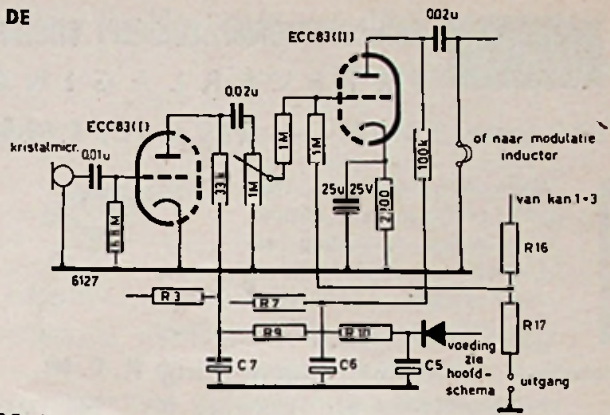 DE
ECC83(II)
0.02u
0.02u
ECC83(I)
kristalmicr.
0.01u
33k
1M
1M
1M
100k
of naar modulatie
inductor
25u
25V
van kan 1+3
R16
6127
R3
R7
R9
R10
R17
voeding
zie
hoofd-
schema
C7
C6
C5
uitgang